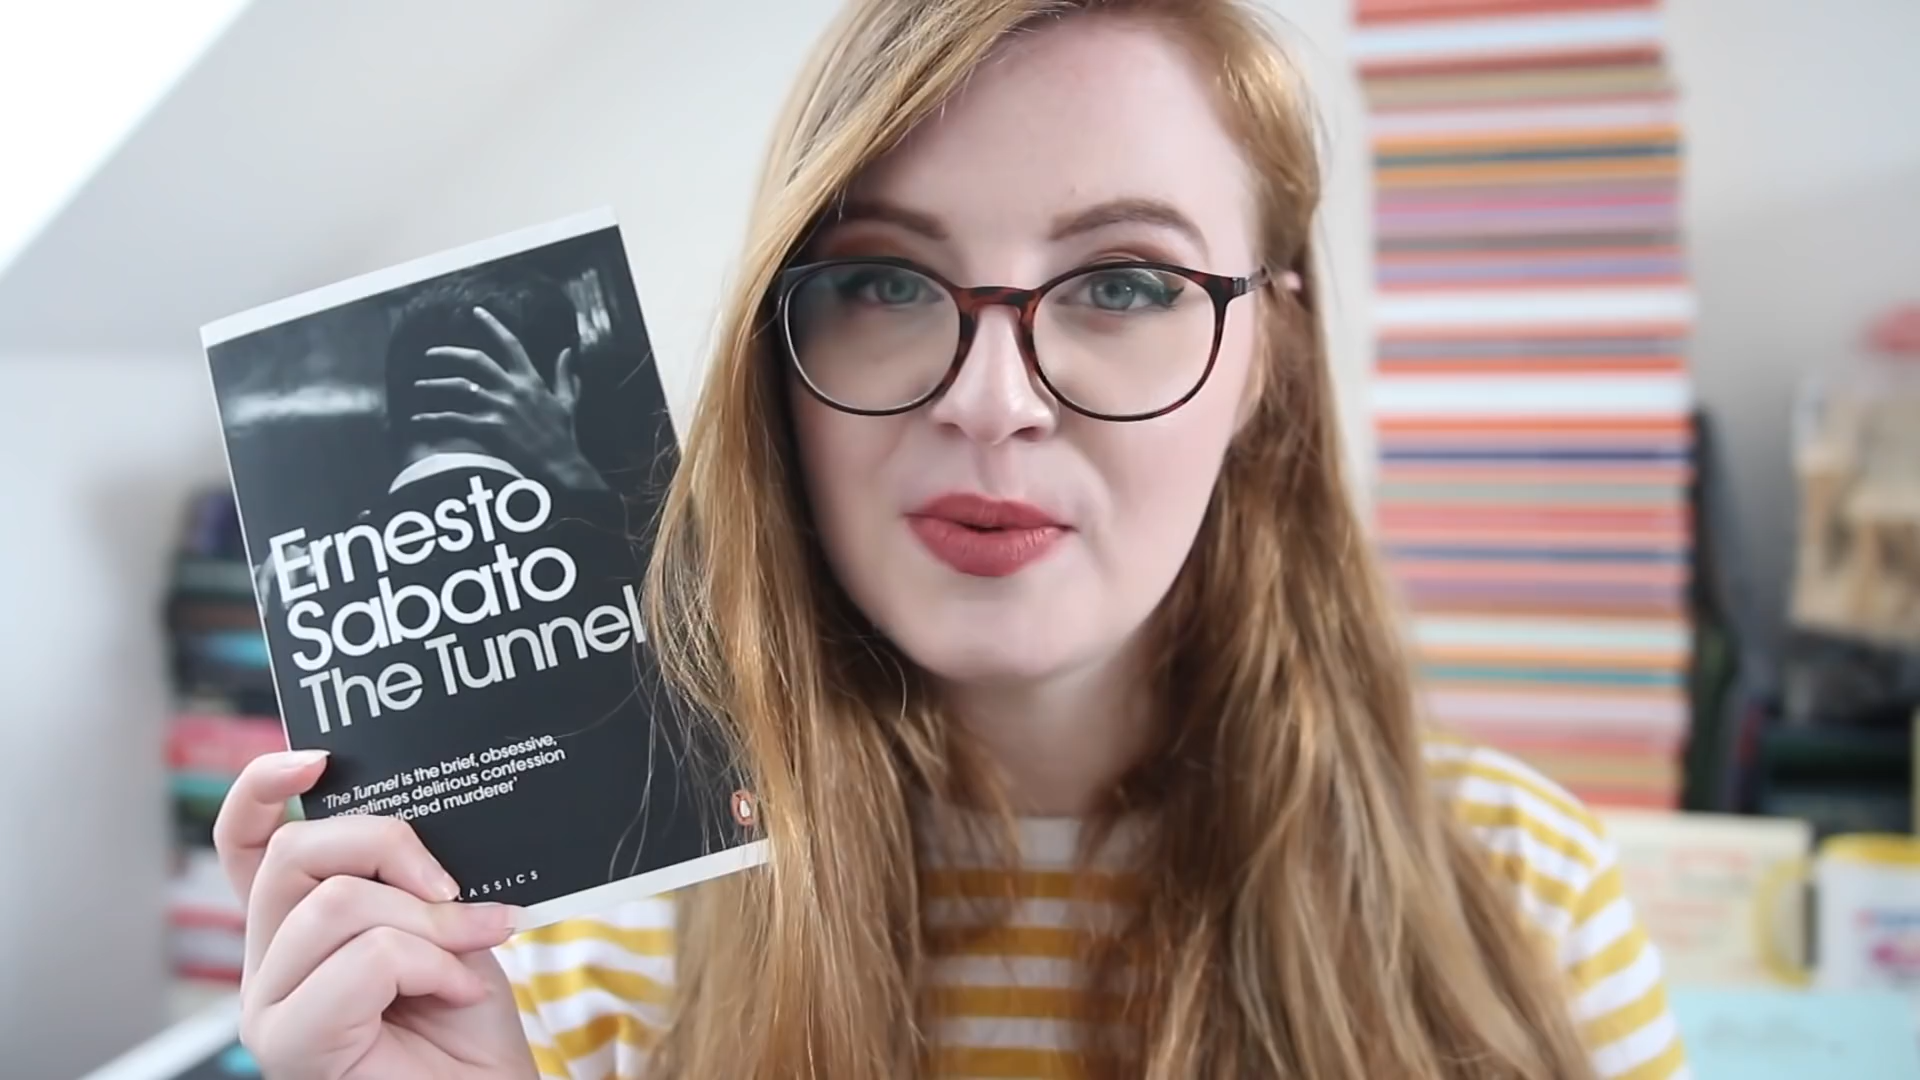 Ernesto
Sabato
The Tunnel
'The Tunnel is the brief, obsessive,
sometimes delirious confession
murderer'
CLASSICS